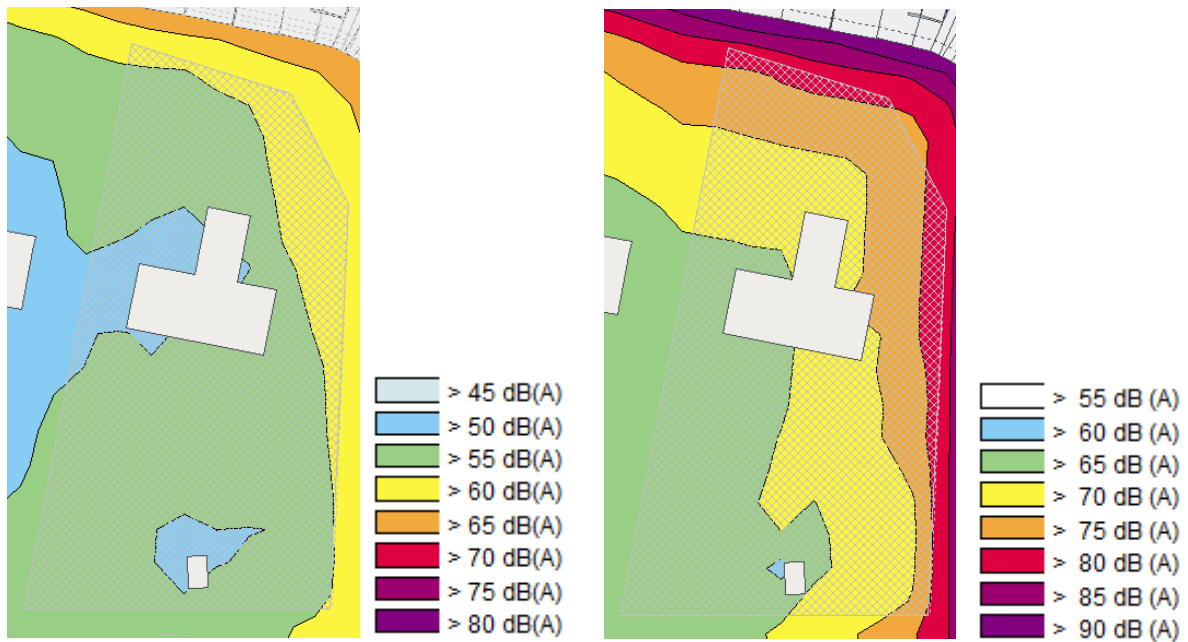 > 45 dB(A)
> 50 dB(A)
> 55 dB(A)
> 60 dB(A)
> 65 dB(A)
> 70 dB(A)
> 75 dB(A)
> 80 dB(A)
> 55 dB (A)
> 60 dB (A)
> 65 dB (A)
> 70 dB (A)
> 75 dB (A)
> 80 dB (A)
> 85 dB (A)
> 90 dB (A)